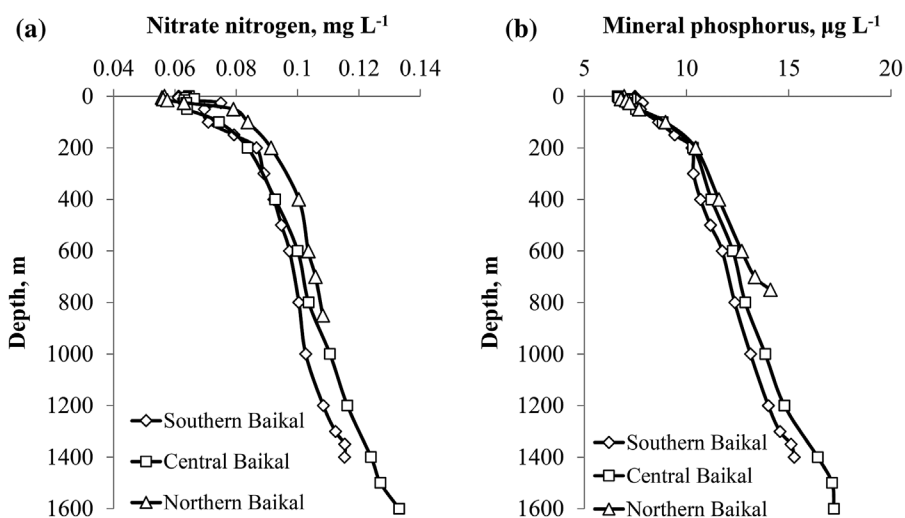 (a) Nitrate nitrogen, mg L-1
0.04 0.06 0.08 0.1 0.12 0.14
0
200
400
600
800
1000
1200
1400
1600
Depth, m
Southern Baikal
Central Baikal
Northern Baikal
(b) Mineral phosphorus, µg L-1
5 10 15 20
0
200
400
600
800
1000
1200
1400
1600
Depth, m
Southern Baikal
Central Baikal
Northern Baikal